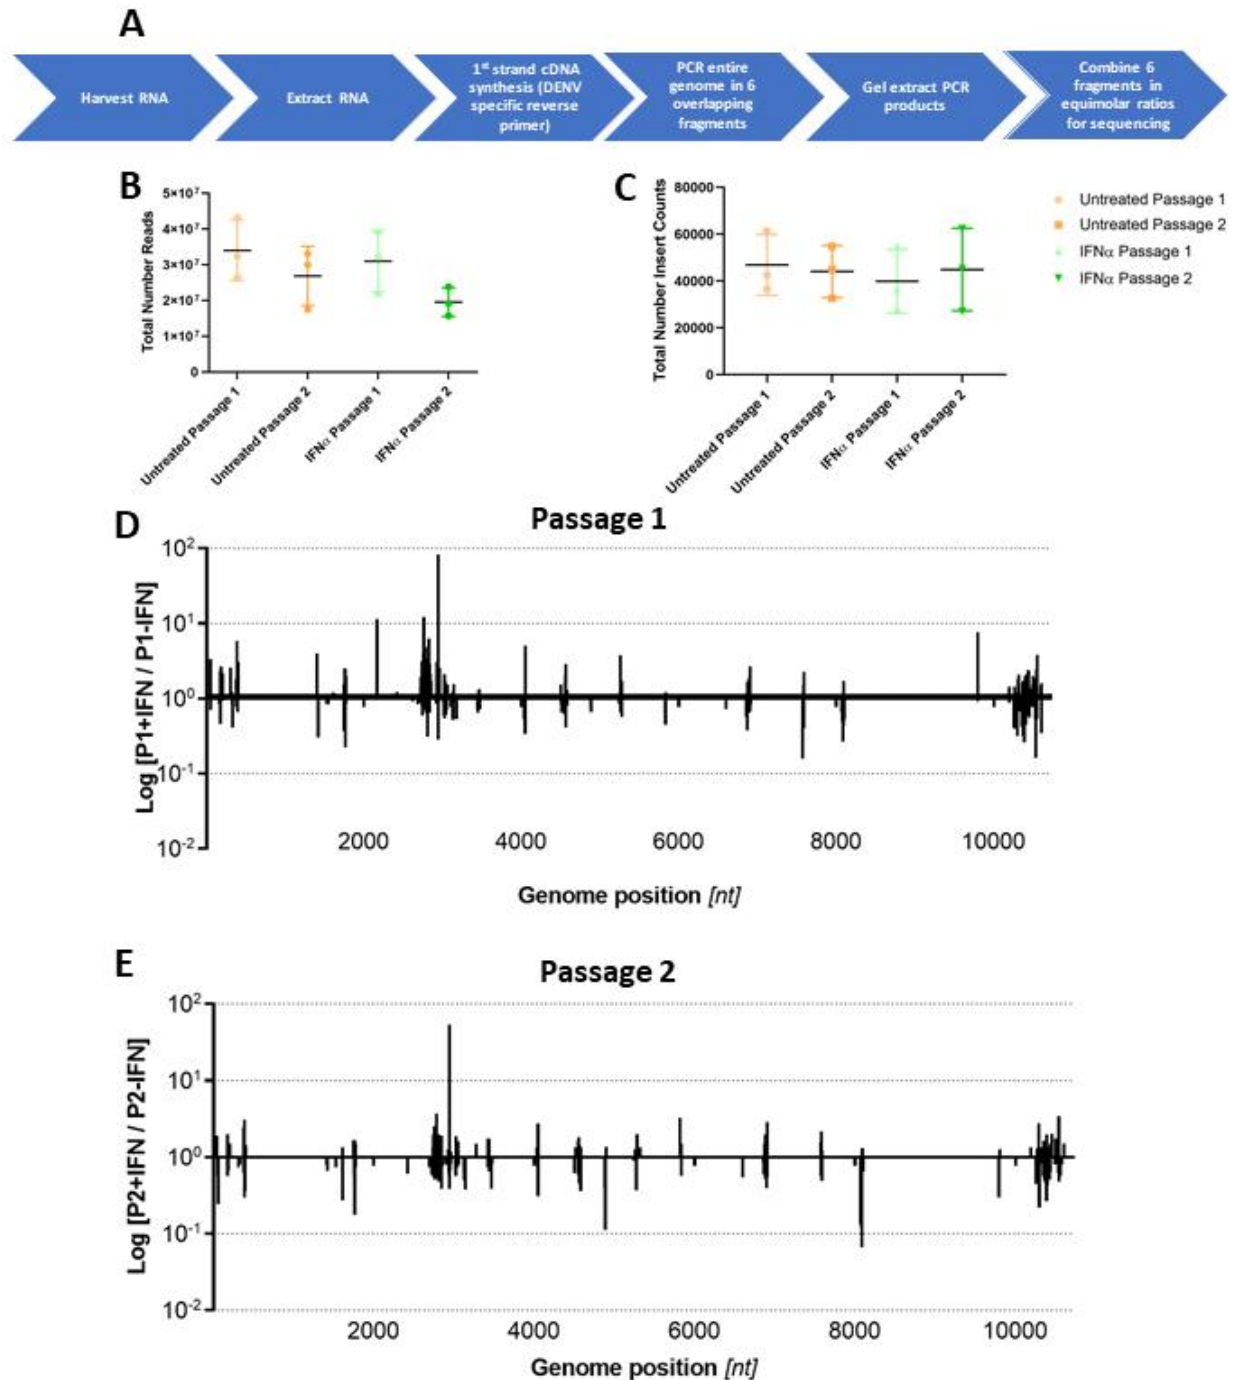 A
Harvest RNA
Extract RNA
1st strand cDNA
synthesis (DENV
specific reverse
primer)
PCR entire
genome in 6
overlapping
fragments
Gel extract PCR
products
Combine 6
fragments in
equimolar ratios
for sequencing
B
Total Number Reads
5×10⁷
4×10⁷
3×10⁷
2×10⁷
1×10⁷
0
Untreated Passage 1
Untreated Passage 2
IFNα Passage 1
IFNα Passage 2
C
Total Number Insert Counts
80000
60000
40000
20000
0
Untreated Passage 1
Untreated Passage 2
IFNα Passage 1
IFNα Passage 2
Untreated Passage 1
Untreated Passage 2
IFNα Passage 1
IFNα Passage 2
D
Passage 1
Log [P1+IFN / P1-IFN]
10²
10¹
10⁰
10⁻¹
10⁻²
2000 4000 6000 8000 10000
Genome position [nt]
E
Passage 2
Log [P2+IFN / P2-IFN]
10²
10¹
10⁰
10⁻¹
10⁻²
2000 4000 6000 8000 10000
Genome position [nt]